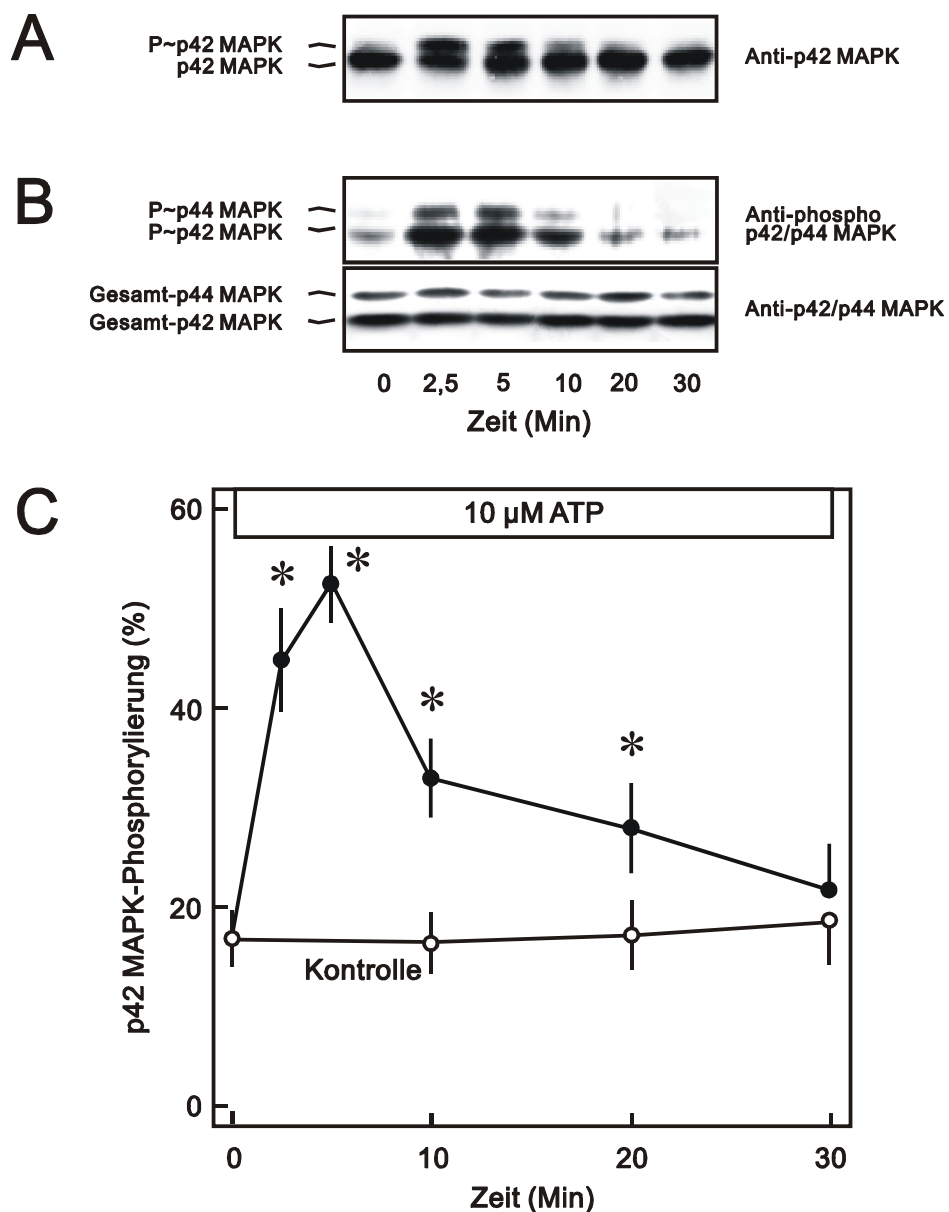 A
P~p42 MAPK
p42 MAPK
Anti-p42 MAPK
B
P~p44 MAPK
P~p42 MAPK
Anti-phospho
p42/p44 MAPK
Gesamt-p44 MAPK
Gesamt-p42 MAPK
Anti-p42/p44 MAPK
0 2,5 5 10 20 30
Zeit (Min)
C
10 µM ATP
60
40
20
0
p42 MAPK-Phosphorylierung (%)
* * * *
Kontrolle
0 10 20 30
Zeit (Min)